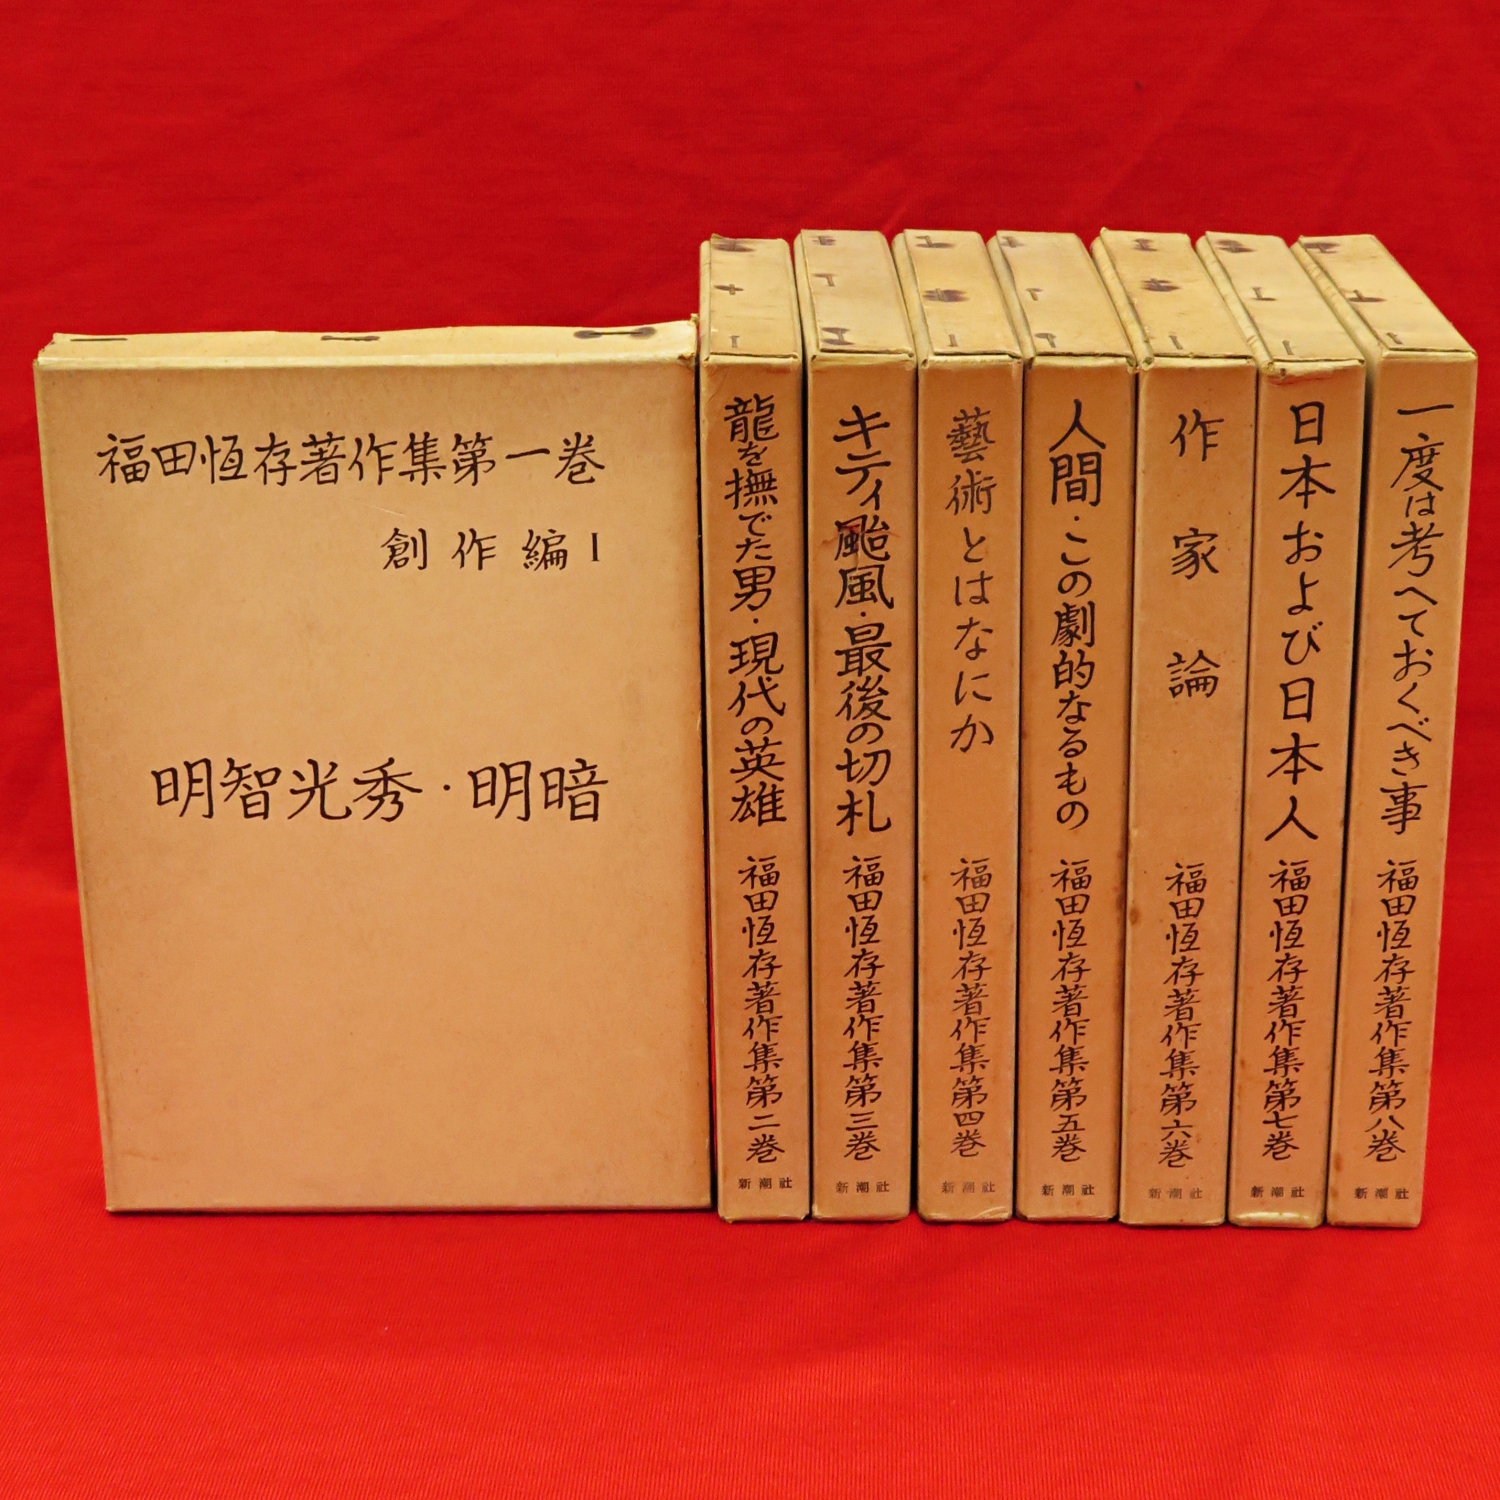 福田恆存著作集第一巻
創作編Ⅰ
明智光秀・明暗
龍を撫でた男・現代の英雄
福田恆存著作集第二巻
新潮社
キティ颱風・最後の切札
福田恆存著作集第三巻
新潮社
藝術とはなにか
福田恆存著作集第四巻
新潮社
人間・この劇的なるもの
福田恆存著作集第五巻
新潮社
作家論
福田恆存著作集第六巻
新潮社
日本および日本人
福田恆存著作集第七巻
新潮社
一度は考へておくべき事
福田恆存著作集第八巻
新潮社